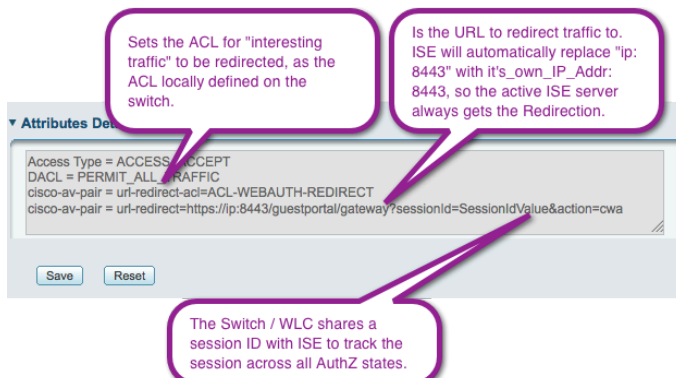 Sets the ACL for "interesting
traffic" to be redirected, as the
ACL locally defined on the
switch.
Is the URL to redirect traffic to.
ISE will automatically replace "ip:
8443" with it's_own_IP_Addr:
8443, so the active ISE server
always gets the Redirection.
Attributes Det
Access Type = ACCESS_ACCEPT
DACL = PERMIT_ALL_TRAFFIC
cisco-av-pair = url-redirect-acl=ACL-WEBAUTH-REDIRECT
cisco-av-pair = url-redirect=https://ip:8443/guestportal/gateway?sessionId=SessionIdValue&action=cwa
Save Reset
The Switch / WLC shares a
session ID with ISE to track the
session across all AuthZ states.